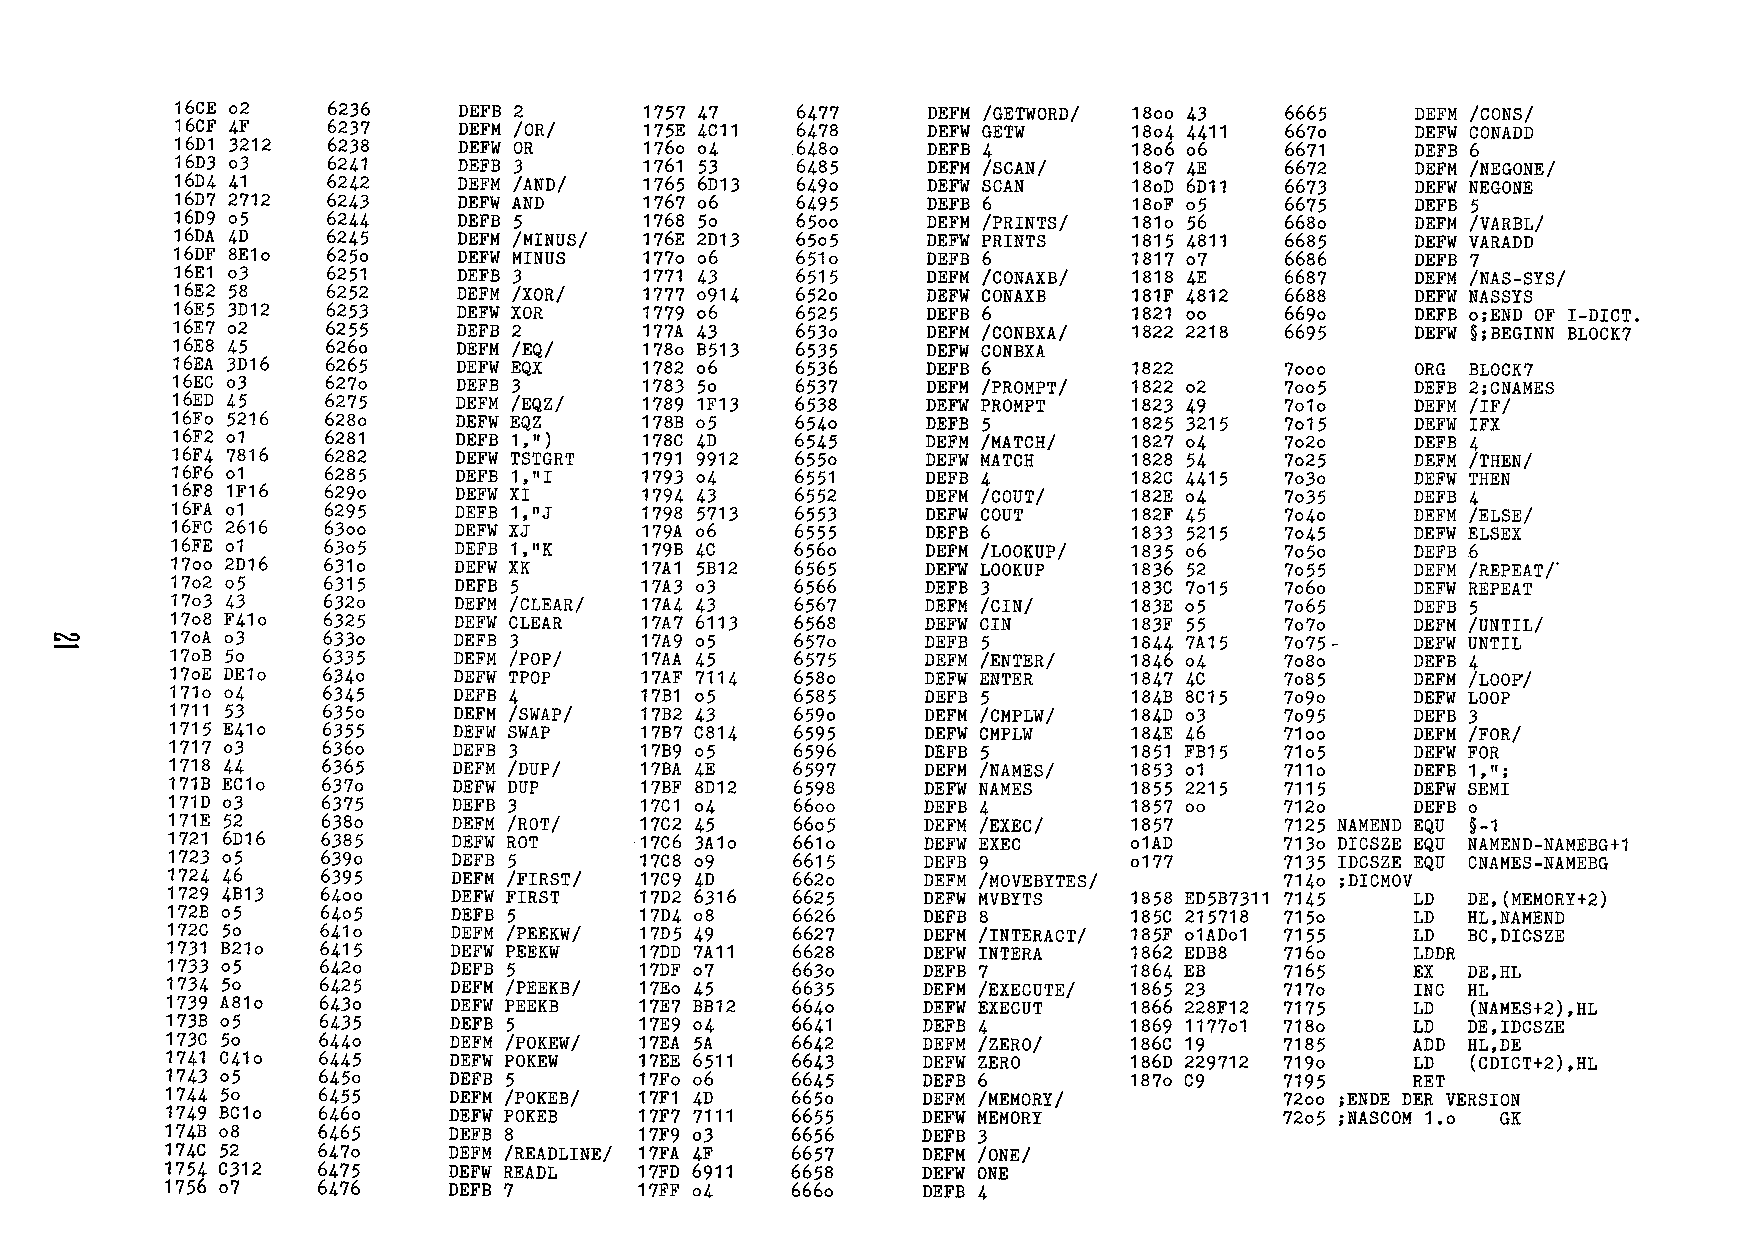 16CE o2 6236 DEFB 2
16CF 4F 6237 DEFM /OR/
16D1 3212 6238 DEFW OR
16D3 o3 6241 DEFB 3
16D4 41 6242 DEFM /AND/
16D7 2712 6243 DEFW AND
16D9 o5 6244 DEFB 5
16DA 4D 6245 DEFM /MINUS/
16DF 8E1o 625o DEFW MINUS
16E1 o3 6251 DEFB 3
16E2 58 6252 DEFM /XOR/
16E5 3D12 6253 DEFW XOR
16E7 o2 6255 DEFB 2
16E8 45 626o DEFM /EQ/
16EA 3D16 6265 DEFW EQX
16EC o3 627o DEFB 3
16ED 45 6275 DEFM /EQZ/
16Fo 5216 628o DEFW EQZ
16F2 o1 6281 DEFB 1,")
16F4 7816 6282 DEFW TSTGRT
16F6 o1 6285 DEFB 1,"I
16F8 1F16 629o DEFW XI
16FA o1 6295 DEFB 1,"J
16FC 2616 63oo DEFW XJ
16FE o1 63o5 DEFB 1,"K
17oo 2D16 631o DEFW XK
17o2 o5 6315 DEFB 5
17o3 43 632o DEFM /CLEAR/
17o8 F41o 6325 DEFW CLEAR
17oA o3 633o DEFB 3
17oB 5o 6335 DEFM /POP/
17oE DE1o 634o DEFW TPOP
171o o4 6345 DEFB 4
1711 53 635o DEFM /SWAP/
1715 E41o 6355 DEFW SWAP
1717 o3 636o DEFB 3
1718 44 6365 DEFM /DUP/
171B EC1o 637o DEFW DUP
171D o3 6375 DEFB 3
171E 52 638o DEFM /ROT/
1721 6D16 6385 DEFW ROT
1723 o5 639o DEFB 5
1724 46 6395 DEFM /FIRST/
1729 4B13 64oo DEFW FIRST
172B o5 64o5 DEFB 5
172C 5o 641o DEFM /PEEKW/
1731 B21o 6415 DEFW PEEKW
1733 o5 642o DEFB 5
1734 5o 6425 DEFM /PEEKB/
1739 A81o 643o DEFW PEEKB
173B o5 6435 DEFB 5
173C 5o 644o DEFM /POKEW/
1741 C41o 6445 DEFW POKEW
1743 o5 645o DEFB 5
1744 5o 6455 DEFM /POKEB/
1749 BC1o 646o DEFW POKEB
174B o8 6465 DEFB 8
174C 52 647o DEFM /READLINE/
1754 C312 6475 DEFW READL
1756 o7 6476 DEFB 7
1757 47 6477 DEFM /GETWORD/
175E 4C11 6478 DEFW GETW
176o o4 648o DEFB 4
1761 53 6485 DEFM /SCAN/
1765 6D13 649o DEFW SCAN
1767 o6 6495 DEFB 6
1768 5o 65oo DEFM /PRINTS/
176E 2D13 65o5 DEFW PRINTS
177o o6 651o DEFB 6
1771 43 6515 DEFM /CONAXB/
1777 o914 652o DEFW CONAXB
1779 o6 6525 DEFB 6
177A 43 653o DEFM /CONBXA/
178o B513 6535 DEFW CONBXA
1782 o6 6536 DEFB 6
1783 5o 6537 DEFM /PROMPT/
1789 1F13 6538 DEFW PROMPT
178B o5 654o DEFB 5
178C 4D 6545 DEFM /MATCH/
1791 9912 655o DEFW MATCH
1793 o4 6551 DEFB 4
1794 43 6552 DEFM /COUT/
1798 5713 6553 DEFW COUT
179A o6 6555 DEFB 6
179B 4C 656o DEFM /LOOKUP/
17A1 5B12 6565 DEFW LOOKUP
17A3 o3 6566 DEFB 3
17A4 43 6567 DEFM /CIN/
17A7 6113 6568 DEFW CIN
17A9 o5 657o DEFB 5
17AA 45 6575 DEFM /ENTER/
17AF 7114 658o DEFW ENTER
17B1 o5 6585 DEFB 5
17B2 43 659o DEFM /CMPLW/
17B7 C814 6595 DEFW CMPLW
17B9 o5 6596 DEFB 5
17BA 4E 6597 DEFM /NAMES/
17BF 8D12 6598 DEFW NAMES
17C1 o4 66oo DEFB 4
17C2 45 66o5 DEFM /EXEC/
17C6 3A1o 661o DEFW EXEC
17C8 o9 6615 DEFB 9
17C9 4D 662o DEFM /MOVEBYTES/
17D2 6316 6625 DEFW MVBYTS
17D4 o8 6626 DEFB 8
17D5 49 6627 DEFM /INTERACT/
17DD 7A11 6628 DEFW INTERA
17DF o7 663o DEFB 7
17Eo 45 6635 DEFM /EXECUTE/
17E7 BB12 664o DEFW EXECUT
17E9 o4 6641 DEFB 4
17EA 5A 6642 DEFM /ZERO/
17EE 6511 6643 DEFW ZERO
17Fo o6 6645 DEFB 6
17F1 4D 665o DEFM /MEMORY/
17F7 7111 6655 DEFW MEMORY
17F9 o3 6656 DEFB 3
17FA 4F 6657 DEFM /ONE/
17FD 6911 6658 DEFW ONE
17FF o4 666o DEFB 4
18oo 43 6665 DEFM /CONS/
18o4 4411 667o DEFW CONADD
18o6 o6 6671 DEFB 6
18o7 4E 6672 DEFM /NEGONE/
18oD 6D11 6673 DEFW NEGONE
18oF o5 6675 DEFB 5
181o 56 668o DEFM /VARBL/
1815 4811 6685 DEFW VARADD
1817 o7 6686 DEFB 7
1818 4E 6687 DEFM /NAS-SYS/
181F 4812 6688 DEFW NASSYS
1821 oo 669o DEFB o;END OF I-DICT.
1822 2218 6695 DEFW §;BEGINN BLOCK7
1822 7ooo ORG BLOCK7
1822 o2 7oo5 DEFB 2;CNAMES
1823 49 7o1o DEFM /IF/
1825 3215 7o15 DEFW IFX
1827 o4 7o2o DEFB 4
1828 54 7o25 DEFM /THEN/
182C 4415 7o3o DEFW THEN
182E o4 7o35 DEFB 4
182F 45 7o4o DEFM /ELSE/
1833 5215 7o45 DEFW ELSEX
1835 o6 7o5o DEFB 6
1836 52 7o55 DEFM /REPEAT/
183C 7o15 7o6o DEFW REPEAT
183E o5 7o65 DEFB 5
183F 55 7o7o DEFM /UNTIL/
1844 7A15 7o75 - DEFW UNTIL
1846 o4 7o8o DEFB 4
1847 4C 7o85 DEFM /LOOP/
184B 8C15 7o9o DEFW LOOP
184D o3 7o95 DEFB 3
184E 46 71oo DEFM /FOR/
1851 FB15 71o5 DEFW FOR
1853 o1 711o DEFB 1,";
1855 2215 7115 DEFW SEMI
1857 oo 712o DEFB o
1857 7125 NAMEND EQU §-1
o1AD 713o DICSZE EQU NAMEND-NAMEBG+1
o177 7135 IDCSZE EQU CNAMES-NAMEBG
714o ;DICMOV
1858 ED5B7311 7145 LD DE,(MEMORY+2)
185C 215718 715o LD HL,NAMEND
185F o1ADo1 7155 LD BC,DICSZE
1862 EDB8 716o LDDR
1864 EB 7165 EX DE,HL
1865 23 717o INC HL
1866 228F12 7175 LD (NAMES+2),HL
1869 1177o1 718o LD DE,IDCSZE
186C 19 7185 ADD HL,DE
186D 229712 719o LD (CDICT+2),HL
187o C9 7195 RET
72oo ;ENDE DER VERSION
72o5 ;NASCOM 1.o GK
21